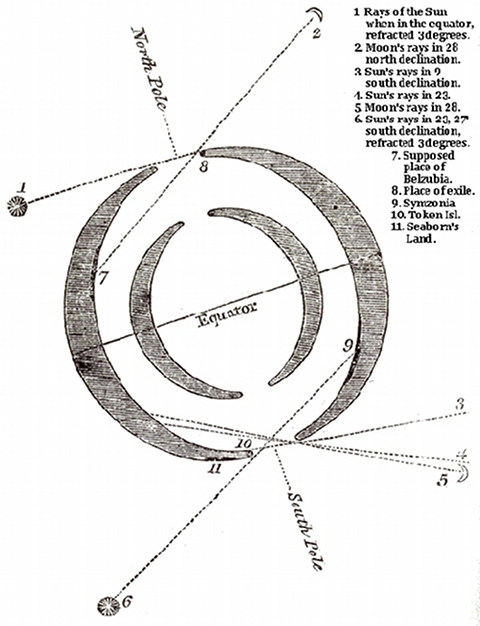 1 Rays of the Sun
when in the equator,
refracted 3 degrees.
2. Moon's rays in 28
north declination.
3. Sun's rays in 9
south declination.
4. Sun's rays in 23.
5. Moon's rays in 28.
6. Sun's rays in 23, 27'
south declination,
refracted 3 degrees.
7. Supposed
place of
Belzubia.
8. Place of exile.
9. Symzonia
10. Token Isl.
11. Seaborn's
Land.
2
North Pole
8
1
7
Equator
9
3
10
4
11
5
South Pole
6